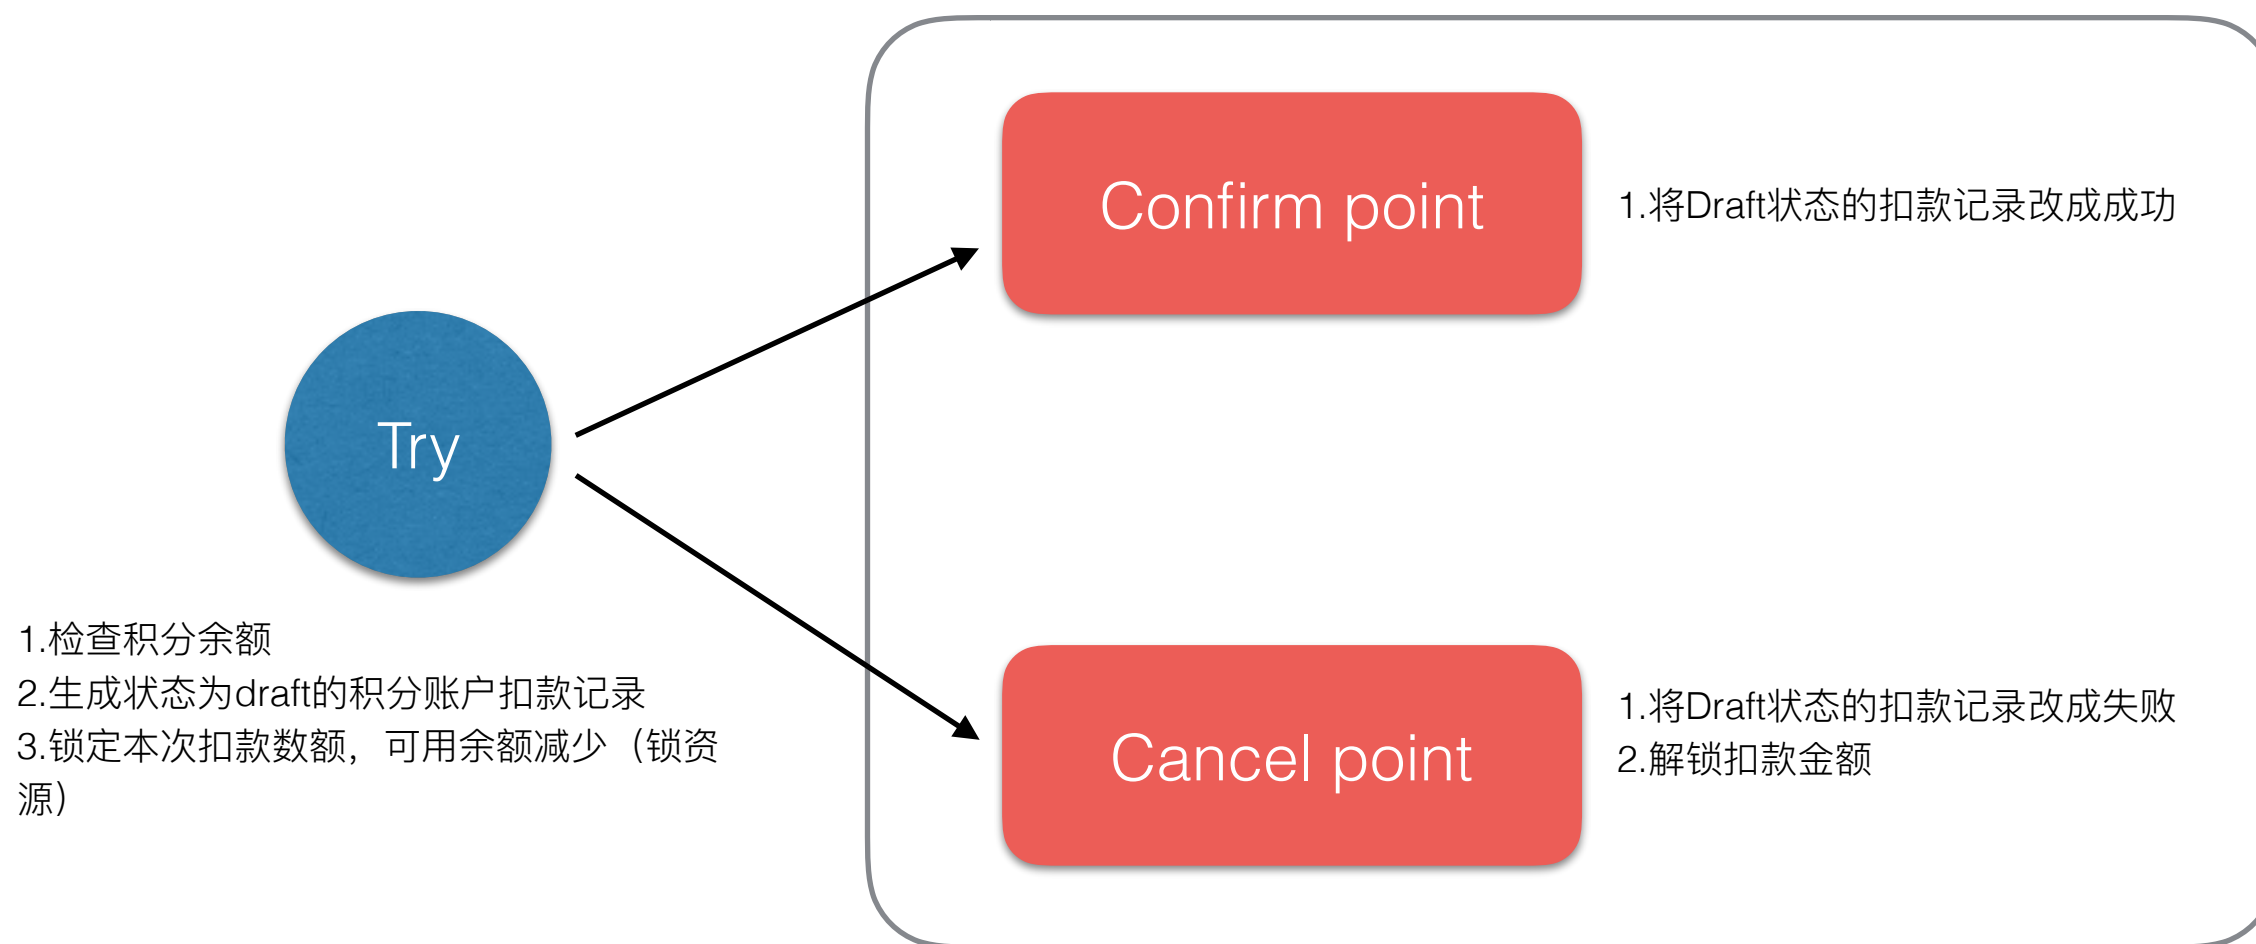 Confirm point
1.将Draft状态的扣款记录改成成功
Try
1.检查积分余额
2.生成状态为draft的积分账户扣款记录
3.锁定本次扣款数额，可用余额减少（锁资
源）
Cancel point
1.将Draft状态的扣款记录改成失败
2.解锁扣款金额